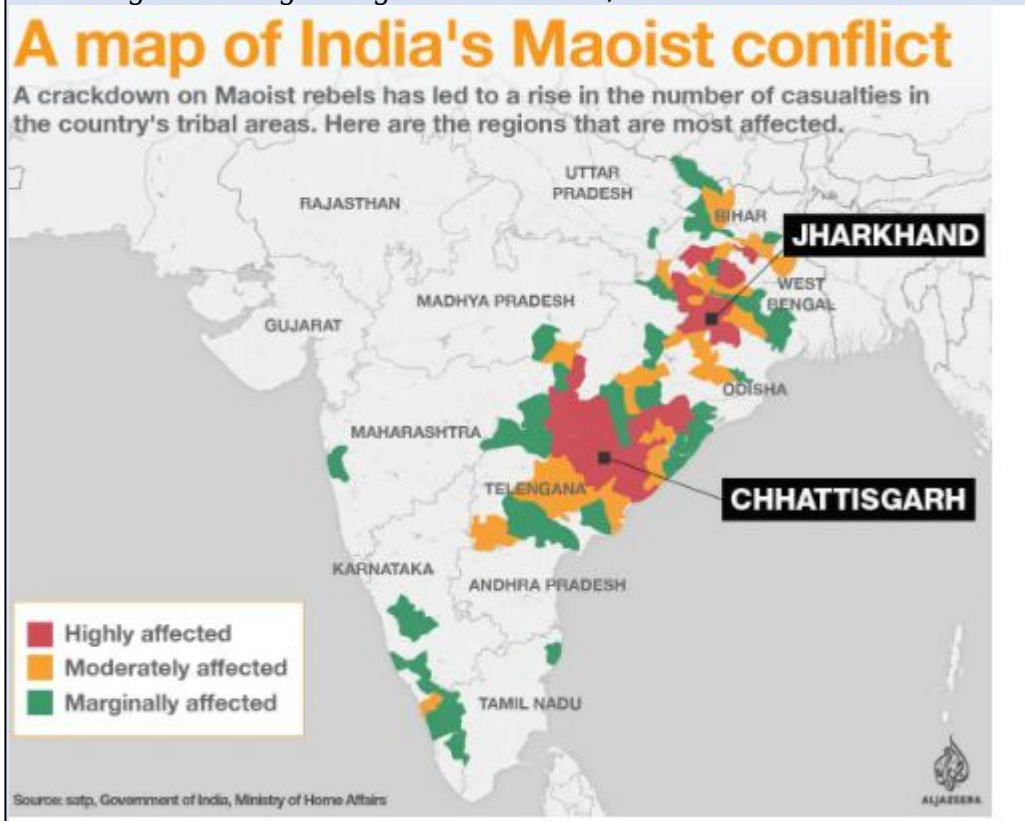 A map of India's Maoist conflict
A crackdown on Maoist rebels has led to a rise in the number of casualties in
the country's tribal areas. Here are the regions that are most affected.
UTTAR
PRADESH
RAJASTHAN
BIHAR
JHARKHAND
WEST
BENGAL
MADHYA PRADESH
GUJARAT
ODISHA
MAHARASHTRA
TELENGANA
CHHATTISGARH
KARNATAKA
ANDHRA PRADESH
Highly affected
Moderately affected
Marginally affected
TAMIL NADU
Source: satp, Government of India, Ministry of Home Affairs
ALJAZEERA